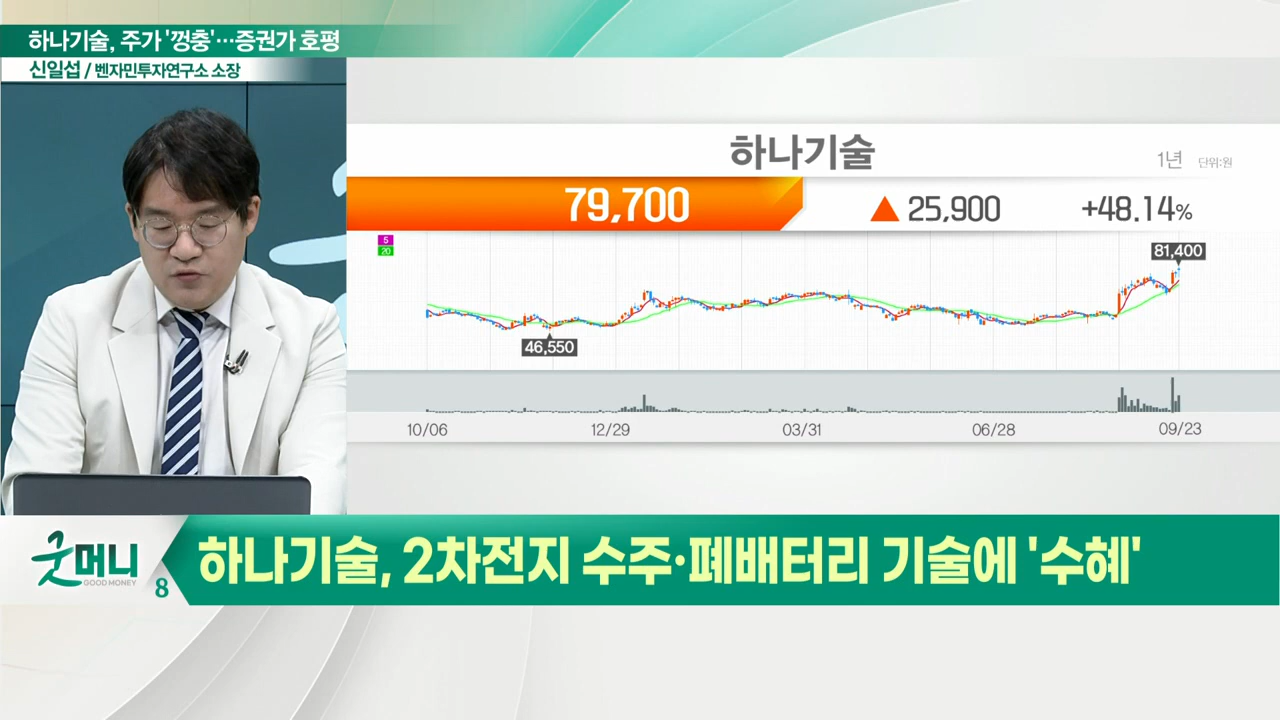 하나기술, 주가 '껑충'…증권가 호평
신일섭 / 벤자민투자연구소 소장
하나기술
1년 단위:원
79,700 ▲ 25,900 +48.14%
5
20
81,400
46,550
10/06 12/29 03/31 06/28 09/23
굿머니
GOOD MONEY
8
하나기술, 2차전지 수주·폐배터리 기술에 '수혜'